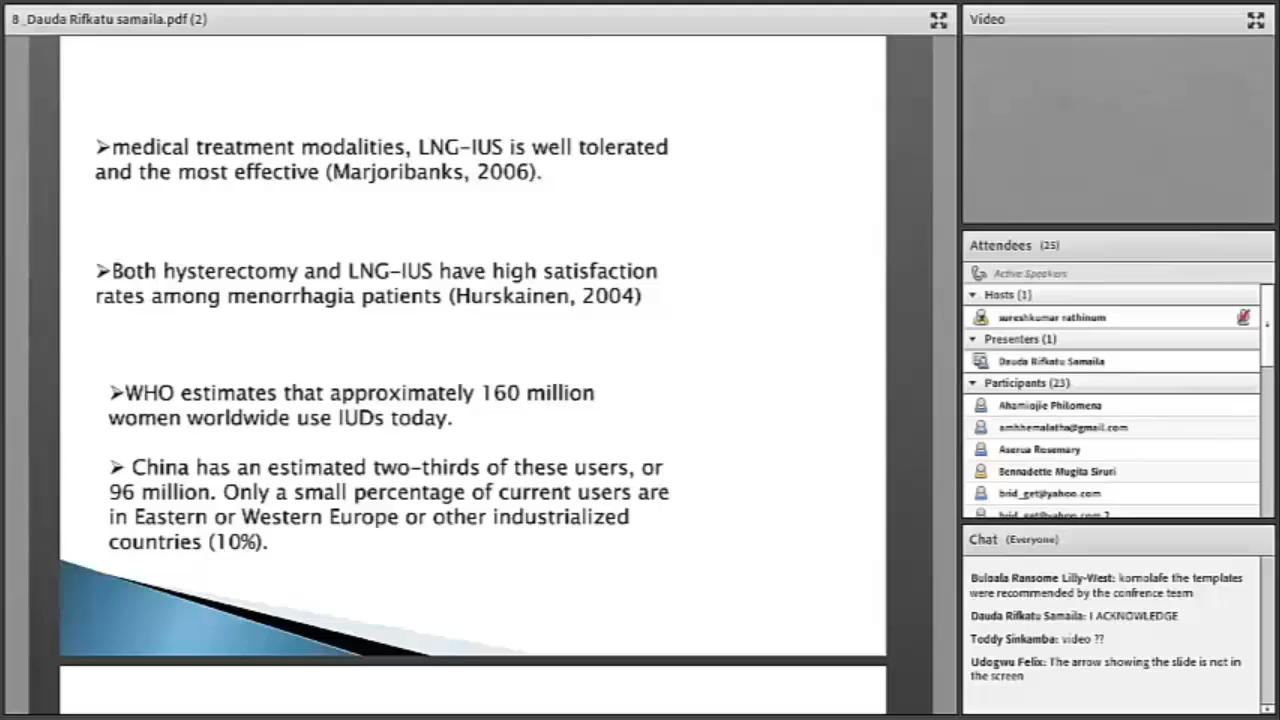 8_Dauda Rifkatu samaila.pdf (2)
➢medical treatment modalities, LNG-IUS is well tolerated
and the most effective (Marjoribanks, 2006).
➢Both hysterectomy and LNG-IUS have high satisfaction
rates among menorrhagia patients (Hurskainen, 2004)
➢WHO estimates that approximately 160 million
women worldwide use IUDs today.
➢ China has an estimated two-thirds of these users, or
96 million. Only a small percentage of current users are
in Eastern or Western Europe or other industrialized
countries (10%).
Video
Attendees (25)
Active Speakers
Hosts (1)
sureshkumar rathinum
Presenters (1)
Dauda Rifkatu Samaila
Participants (23)
Ahamiojie Philomena
amhhemalatha@gmail.com
Aserua Rosemary
Bennadette Mugita Siruri
brid_get@yahoo.com
brid_get@yahoo.com 2
Chat (Everyone)
Buloala Ransome Lilly-West: komolafe the templates
were recommended by the confrence team
Dauda Rifkatu Samaila: I ACKNOWLEDGE
Toddy Sinkamba: video ??
Udogwu Felix: The arrow showing the slide is not in
the screen